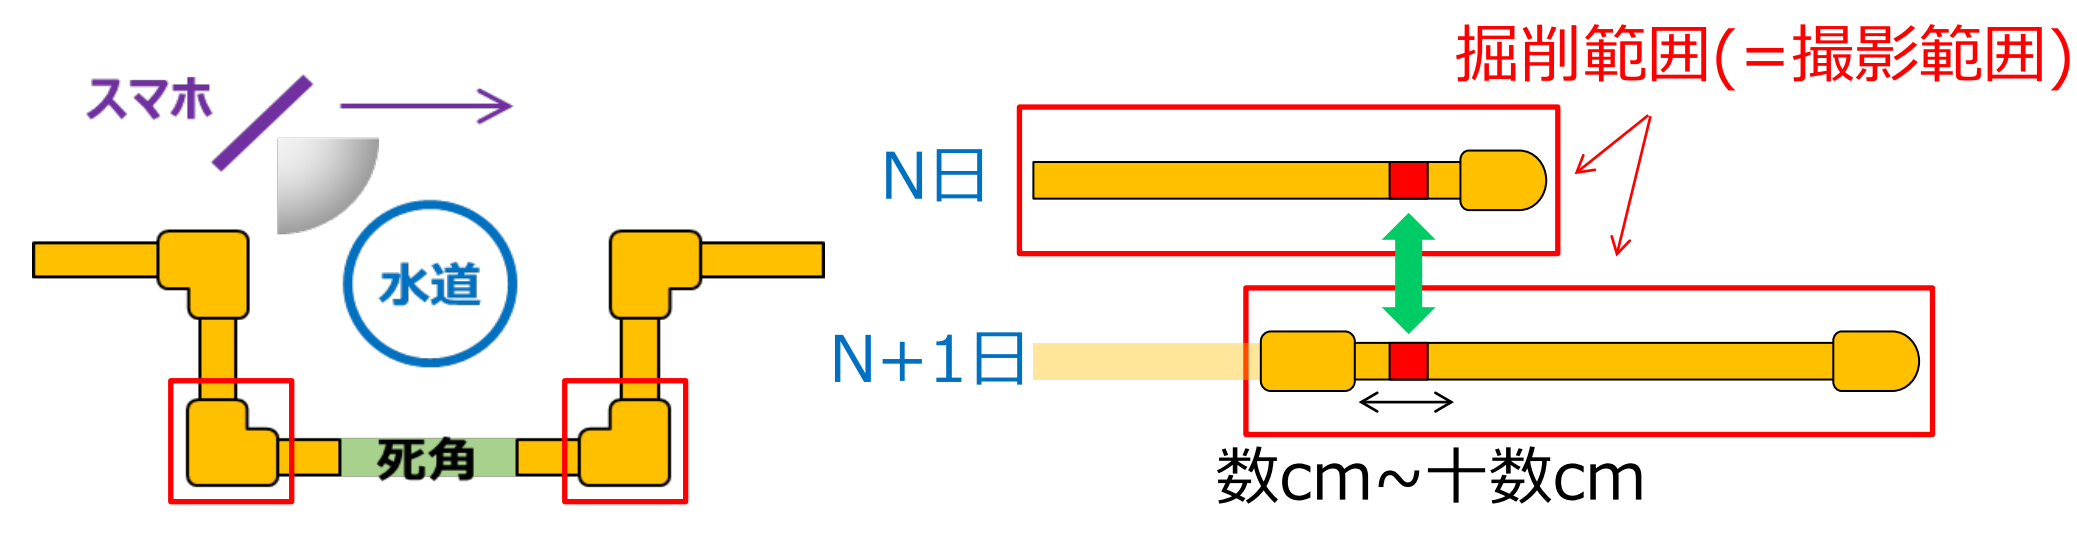 スマホ
水道
死角
掘削範囲(=撮影範囲)
N日
N+1日
数cm~十数cm